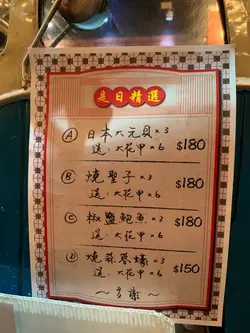 是日精選
Ⓐ 日本大元貝×3 $180
送：大花甲×6
Ⓑ 燒聖子×3 $180
送：大花甲×6
Ⓒ 椒鹽鮑魚×3 $180
送：大花甲×6
Ⓓ 燒蒜蓉蠔×3 $150
送：大花甲×6
～多謝～